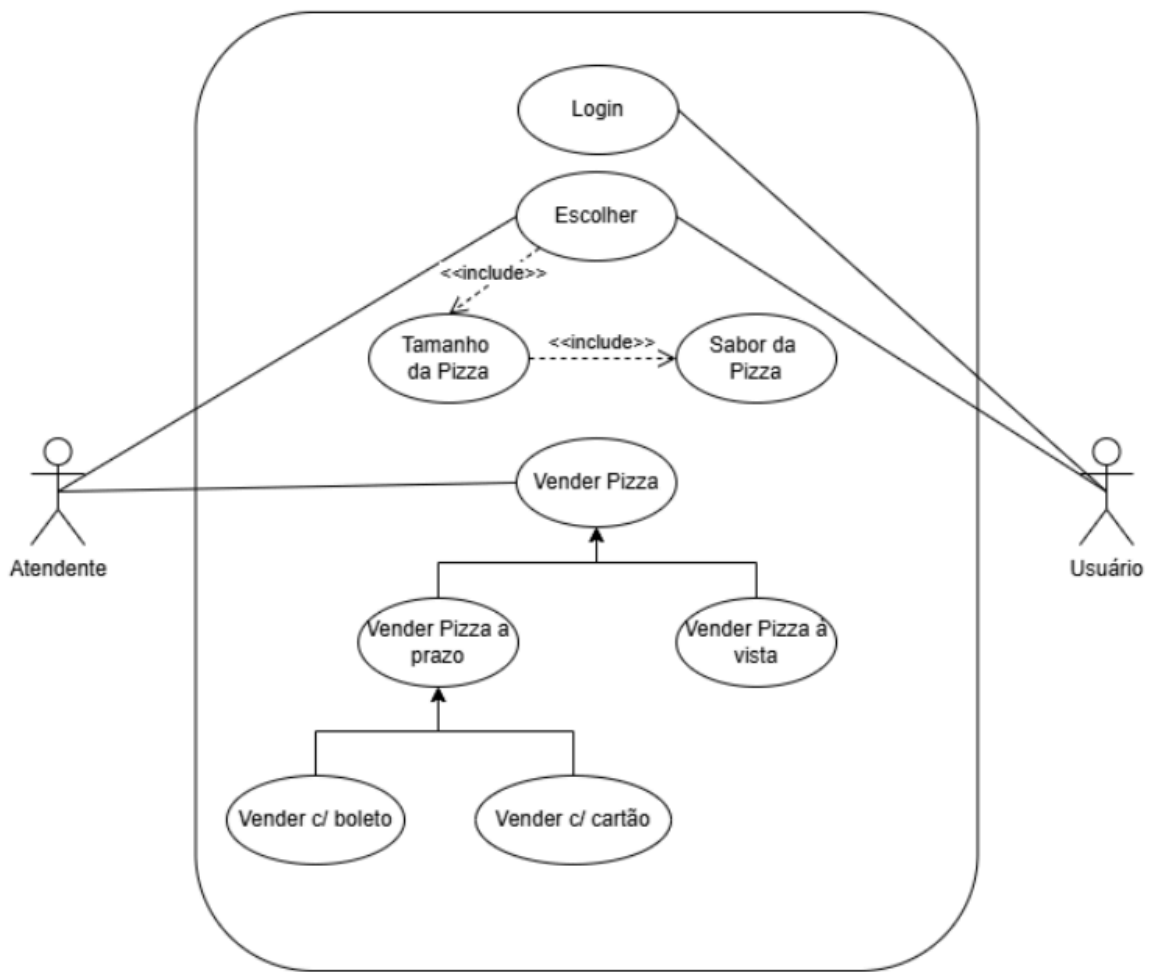 Login
Escolher
<<include>>
Tamanho
da Pizza
<<include>>
Sabor da
Pizza
Vender Pizza
Atendente
Usuário
Vender Pizza a
prazo
Vender Pizza à
vista
Vender c/ boleto
Vender c/ cartão